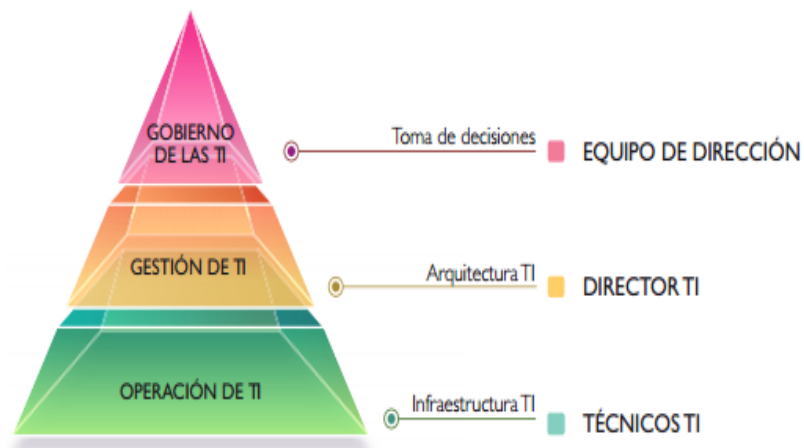 GOBIERNO
DE LAS TI
Toma de decisiones
EQUIPO DE DIRECCIÓN
GESTIÓN DE TI
Arquitectura TI
DIRECTOR TI
OPERACIÓN DE TI
Infraestructura TI
TÉCNICOS TI